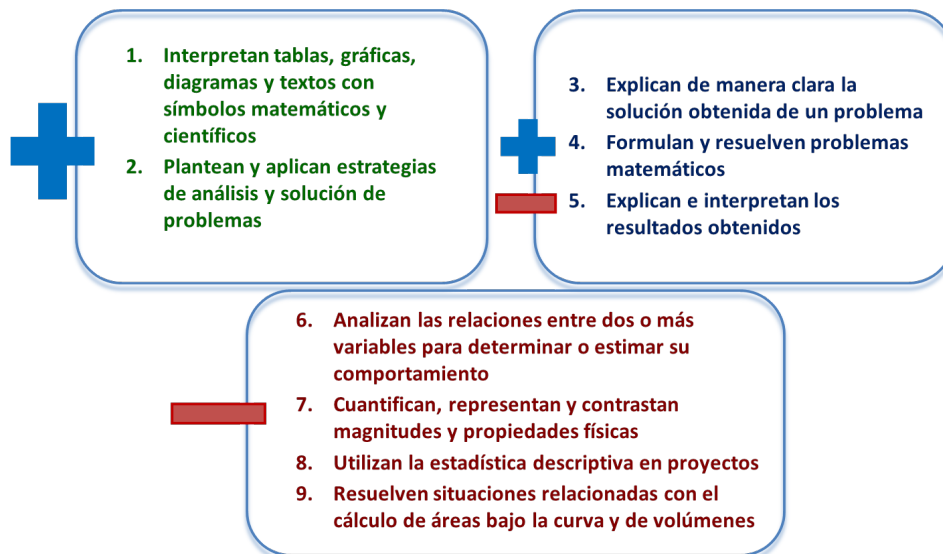 1. Interpretan tablas, gráficas,
diagramas y textos con
símbolos matemáticos y
científicos
2. Plantean y aplican estrategias
de análisis y solución de
problemas
3. Explican de manera clara la
solución obtenida de un problema
4. Formulan y resuelven problemas
matemáticos
5. Explican e interpretan los
resultados obtenidos
6. Analizan las relaciones entre dos o más
variables para determinar o estimar su
comportamiento
7. Cuantifican, representan y contrastan
magnitudes y propiedades físicas
8. Utilizan la estadística descriptiva en proyectos
9. Resuelven situaciones relacionadas con el
cálculo de áreas bajo la curva y de volúmenes